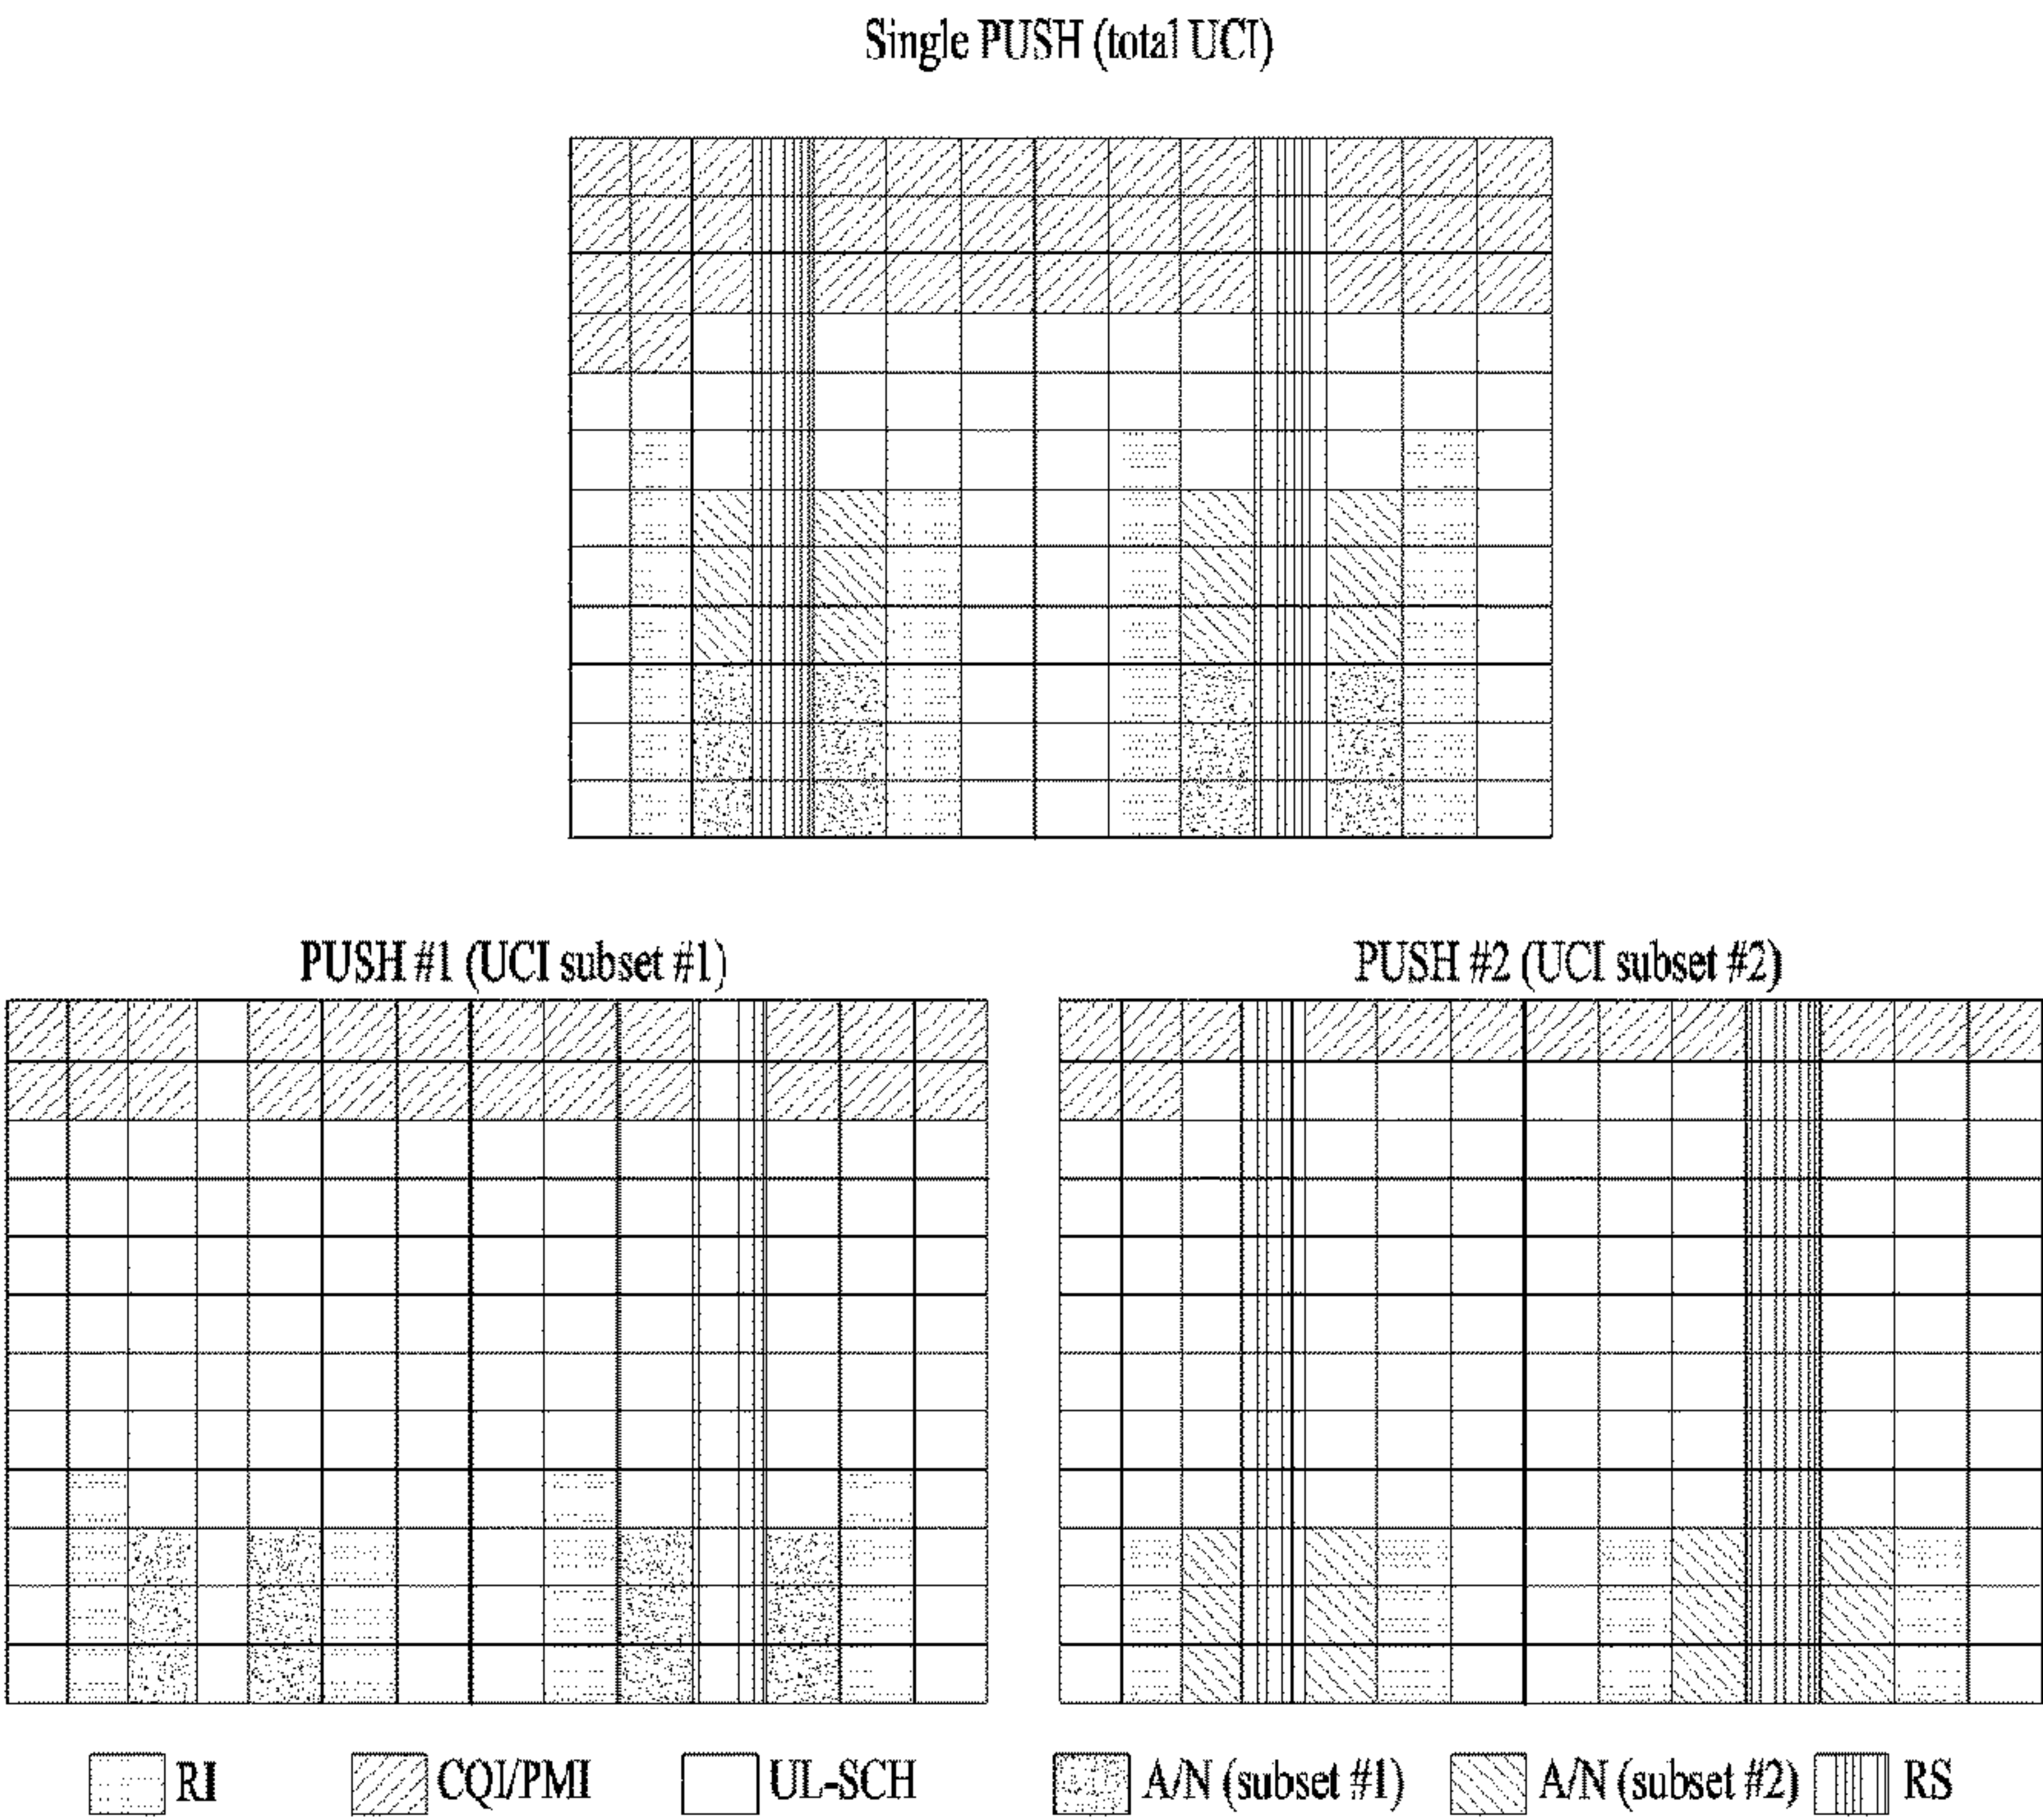 Single PUSH (total UCI)
PUSH #1 (UCI subset #1)
PUSH #2 (UCI subset #2)
RI
CQI/PMI
UL-SCH
A/N (subset #1)
A/N (subset #2)
RS